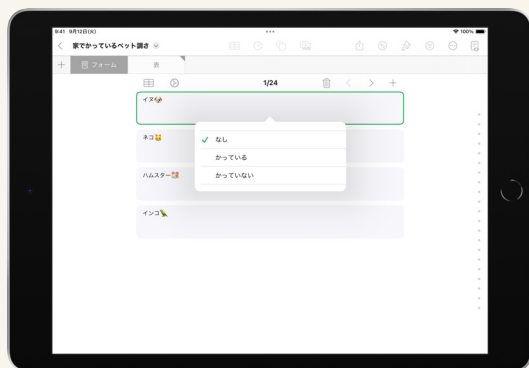 9:41 9月12日(火)
100%
家でかっているペット調さ
フォーム
表
1/24
イヌ🐶
なし
かっている
かっていない
ネコ🐱
ハムスター🐹
インコ🦜